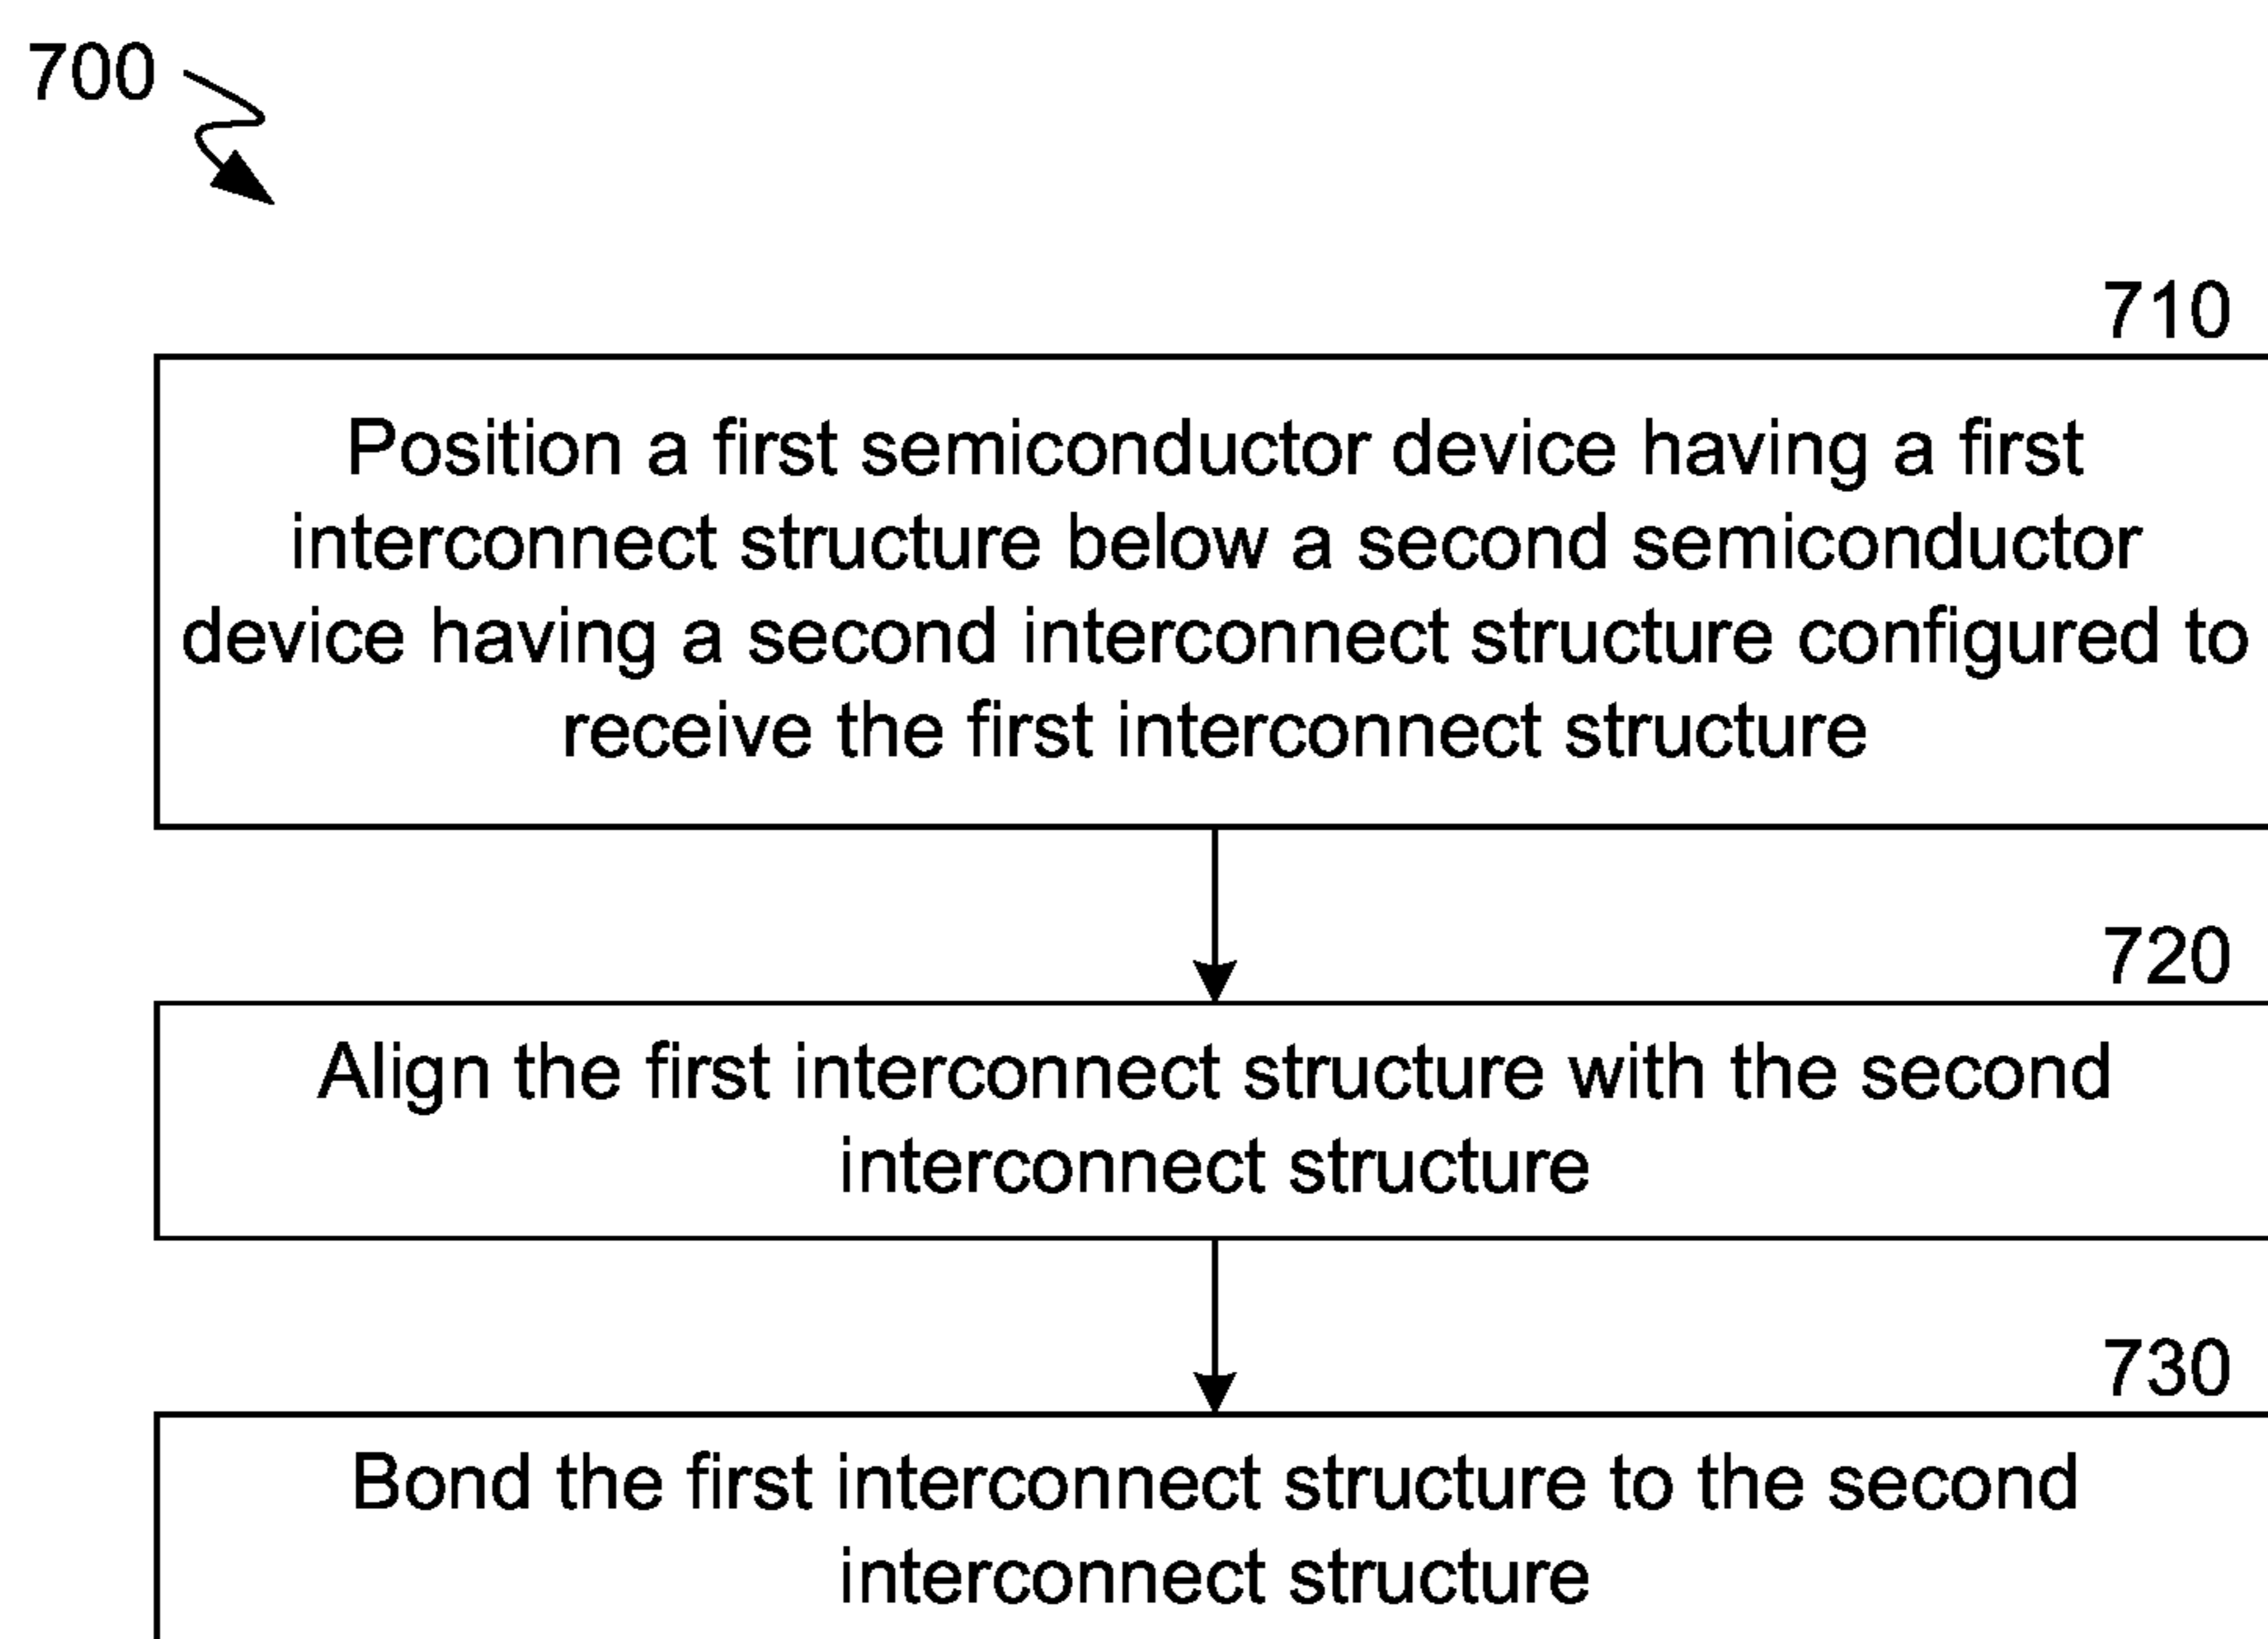 700
710
Position a first semiconductor device having a first
interconnect structure below a second semiconductor
device having a second interconnect structure configured to
receive the first interconnect structure
720
Align the first interconnect structure with the second
interconnect structure
730
Bond the first interconnect structure to the second
interconnect structure